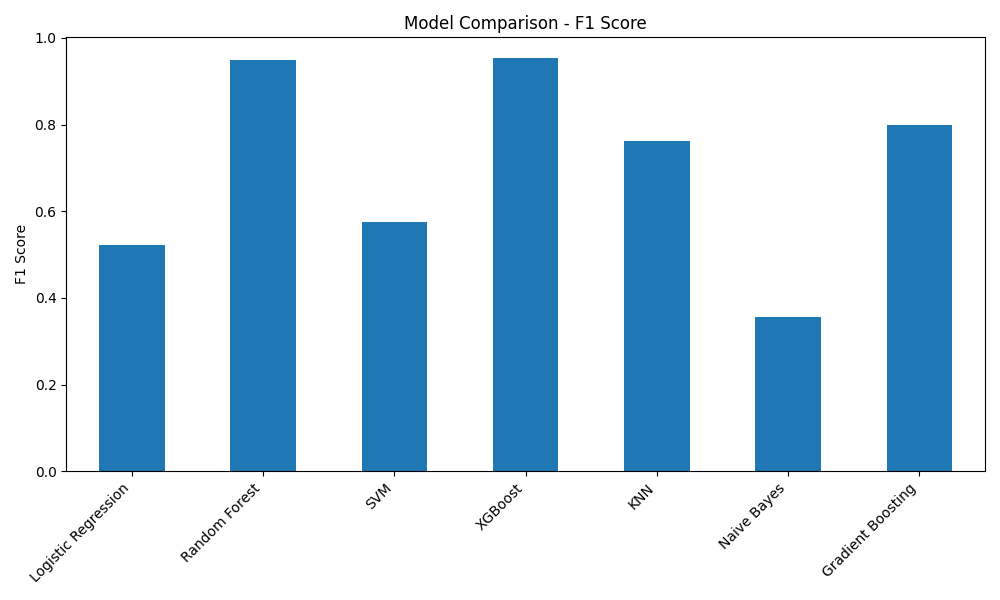 Model Comparison - F1 Score
1.0
0.8
0.6
0.4
0.2
0.0
F1 Score
Logistic Regression
Random Forest
SVM
XGBoost
KNN
Naive Bayes
Gradient Boosting